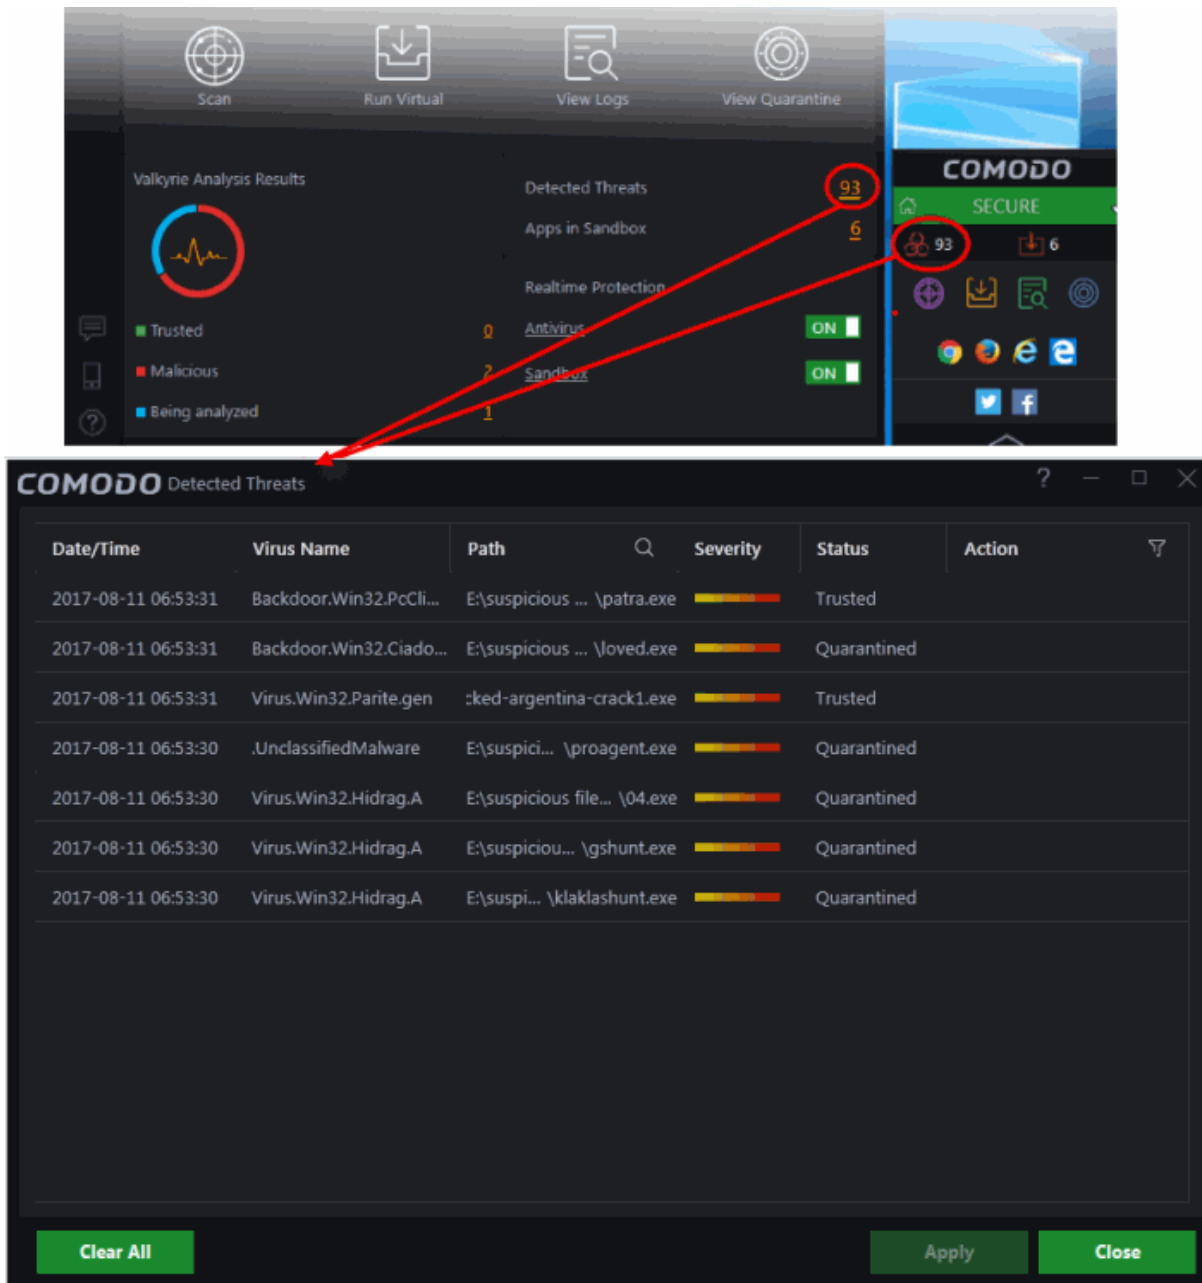 Scan Run Virtual View Logs View Quarantine
Valkyrie Analysis Results
Trusted 0
Malicious 2
Being analyzed 1
Detected Threats 93
Apps in Sandbox 6
Realtime Protection
Antivirus ON
Sandbox ON
COMODO
SECURE
93 6
COMODO Detected Threats
Date/Time Virus Name Path Severity Status Action
2017-08-11 06:53:31 Backdoor.Win32.PcCli... E:\suspicious ... \patra.exe Trusted
2017-08-11 06:53:31 Backdoor.Win32.Ciado... E:\suspicious ... \loved.exe Quarantined
2017-08-11 06:53:31 Virus.Win32.Parite.gen :ked-argentina-crack1.exe Trusted
2017-08-11 06:53:30 .UnclassifiedMalware E:\suspici... \proagent.exe Quarantined
2017-08-11 06:53:30 Virus.Win32.Hidrag.A E:\suspicious file... \04.exe Quarantined
2017-08-11 06:53:30 Virus.Win32.Hidrag.A E:\suspiciou... \gshunt.exe Quarantined
2017-08-11 06:53:30 Virus.Win32.Hidrag.A E:\suspi... \klaklashunt.exe Quarantined
Clear All Apply Close